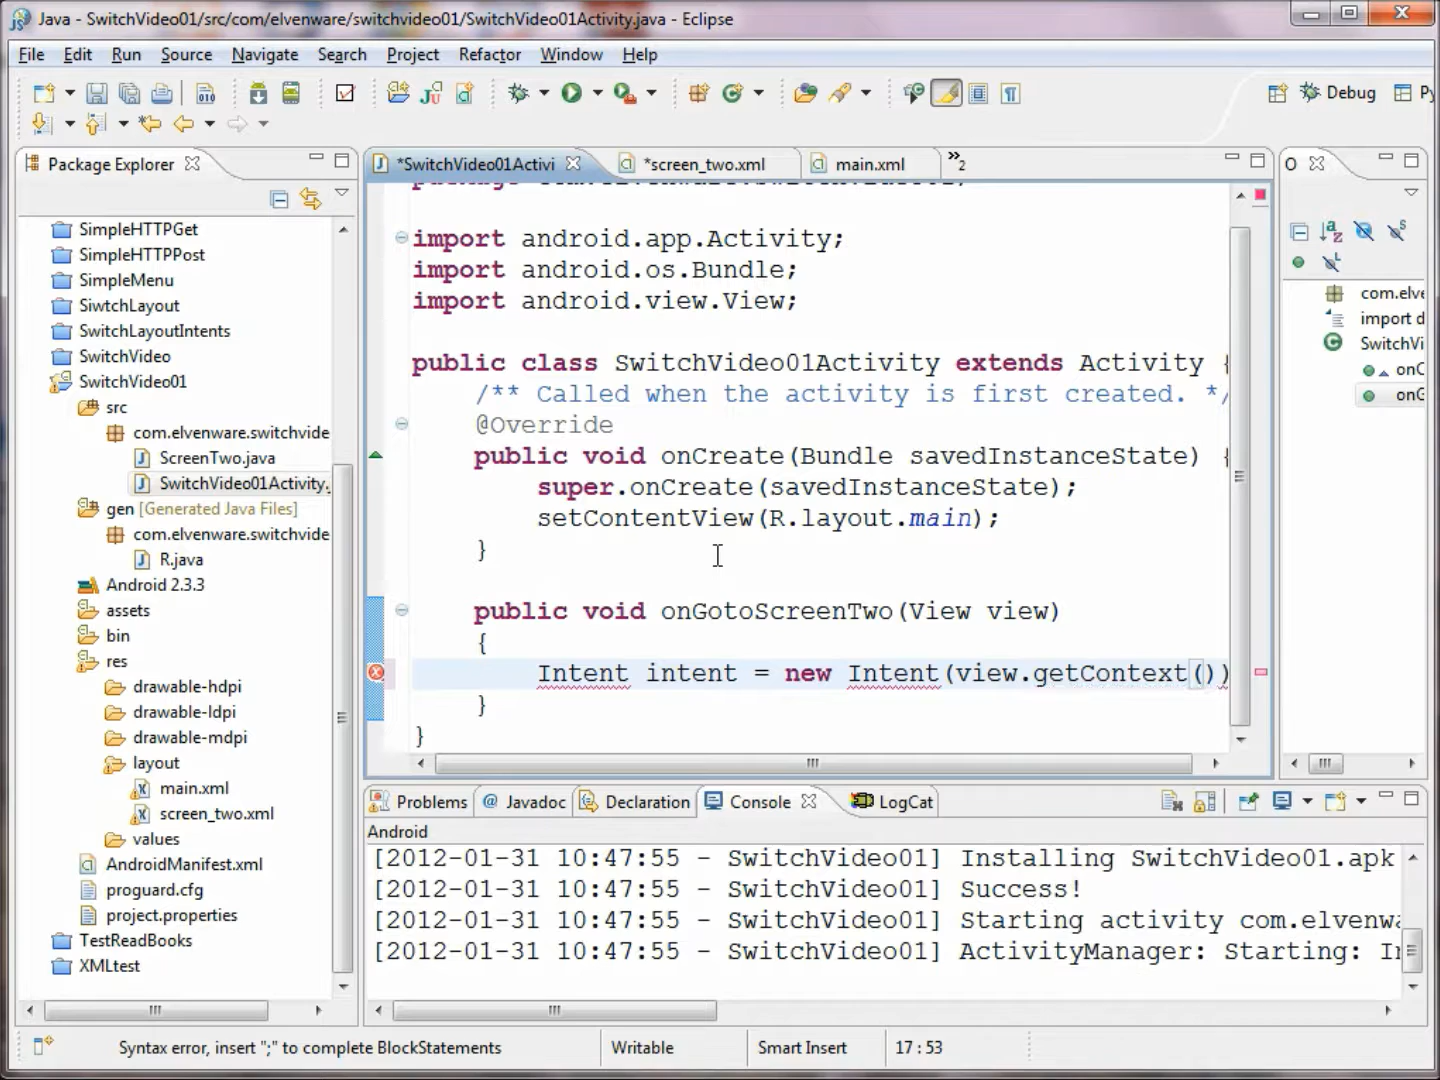 Java - SwitchVideo01/src/com/elvenware/switchvideo01/SwitchVideo01Activity.java - Eclipse
File Edit Run Source Navigate Search Project Refactor Window Help
Debug Py
Package Explorer
*SwitchVideo01Activi
*screen_two.xml
main.xml
»2
O
SimpleHTTPGet
SimpleHTTPPost
SimpleMenu
SiwtchLayout
SwitchLayoutIntents
SwitchVideo
SwitchVideo01
src
com.elvenware.switchvide
ScreenTwo.java
SwitchVideo01Activity.
gen [Generated Java Files]
com.elvenware.switchvide
R.java
Android 2.3.3
assets
bin
res
drawable-hdpi
drawable-ldpi
drawable-mdpi
layout
main.xml
screen_two.xml
values
AndroidManifest.xml
proguard.cfg
project.properties
TestReadBooks
XMLtest
import android.app.Activity;
import android.os.Bundle;
import android.view.View;
public class SwitchVideo01Activity extends Activity {
/** Called when the activity is first created. */
@Override
public void onCreate(Bundle savedInstanceState) {
super.onCreate(savedInstanceState);
setContentView(R.layout.main);
}
public void onGotoScreenTwo(View view)
{
Intent intent = new Intent(view.getContext())
}
}
com.elve
import d
SwitchVi
onC
onG
Problems
@ Javadoc
Declaration
Console
LogCat
Android
[2012-01-31 10:47:55 - SwitchVideo01] Installing SwitchVideo01.apk
[2012-01-31 10:47:55 - SwitchVideo01] Success!
[2012-01-31 10:47:55 - SwitchVideo01] Starting activity com.elvenwa
[2012-01-31 10:47:55 - SwitchVideo01] ActivityManager: Starting: In
Syntax error, insert ";" to complete BlockStatements
Writable
Smart Insert
17 : 53